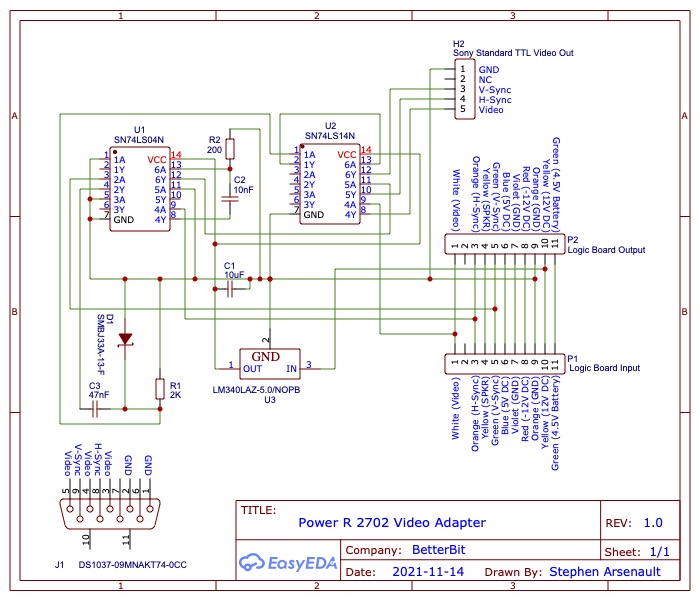 1
2
3
A
B
H2
Sony Standard TTL Video Out
1 GND
2 NC
3 V-Sync
4 H-Sync
5 Video
U1
SN74LS04N
1 1A VCC 14
2 1Y 6A 13
3 2A 6Y 12
4 2Y 5A 11
5 3A 5Y 10
6 3Y 4A 9
7 GND 4Y 8
R2
200
C2
10nF
U2
SN74LS14N
1 1A VCC 14
2 1Y 6A 13
3 2A 6Y 12
4 2Y 5A 11
5 3A 5Y 10
6 3Y 4A 9
7 GND 4Y 8
White (Video)
Orange (H-Sync)
Yellow (SPKR)
Green (V-Sync)
Blue (5V DC)
Violet (GND)
Red (-12V DC)
Orange (GND)
Yellow (12V DC)
Green (4.5V Battery)
1 2 3 4 5 6 7 8 9 10 11
P2
Logic Board Output
C1
10uF
D1
SMBJ33A-13-F
C3
47nF
R1
2K
2
GND
1 OUT IN 3
LM340LAZ-5.0/NOPB
U3
1 2 3 4 5 6 7 8 9 10 11
P1
Logic Board Input
White (Video)
Orange (H-Sync)
Yellow (SPKR)
Green (V-Sync)
Blue (5V DC)
Violet (GND)
Red (-12V DC)
Orange (GND)
Yellow (12V DC)
Green (4.5V Battery)
Video
V-Sync
Video
H-Sync
Video
GND
GND
5 9 4 8 3 7 2 6 1
10
11
J1 DS1037-09MNAKT74-0CC
TITLE:
Power R 2702 Video Adapter
REV: 1.0
EasyEDA
Company: BetterBit
Sheet: 1/1
Date: 2021-11-14 Drawn By: Stephen Arsenault
A
B
1
2
3